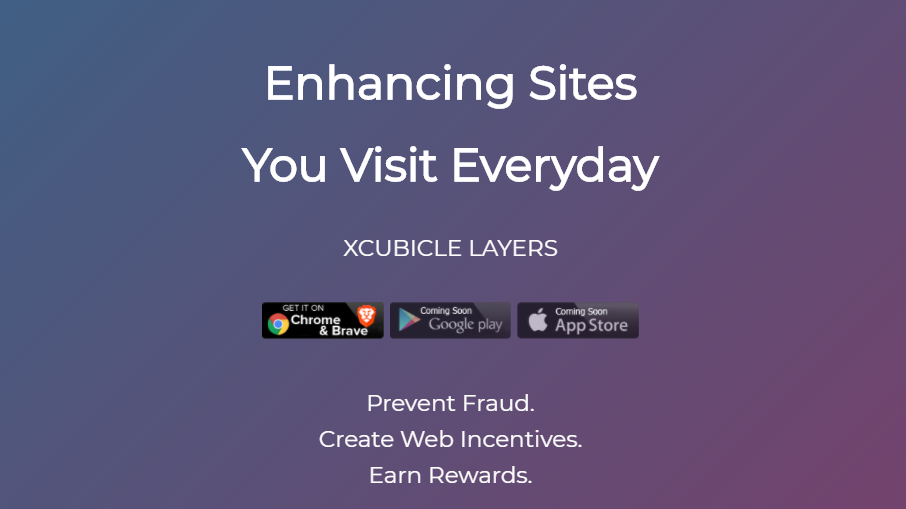 Enhancing Sites
You Visit Everyday
XCUBICLE LAYERS
GET IT ON
Chrome
& Brave
Coming Soon
Google play
Coming Soon
App Store
Prevent Fraud.
Create Web Incentives.
Earn Rewards.